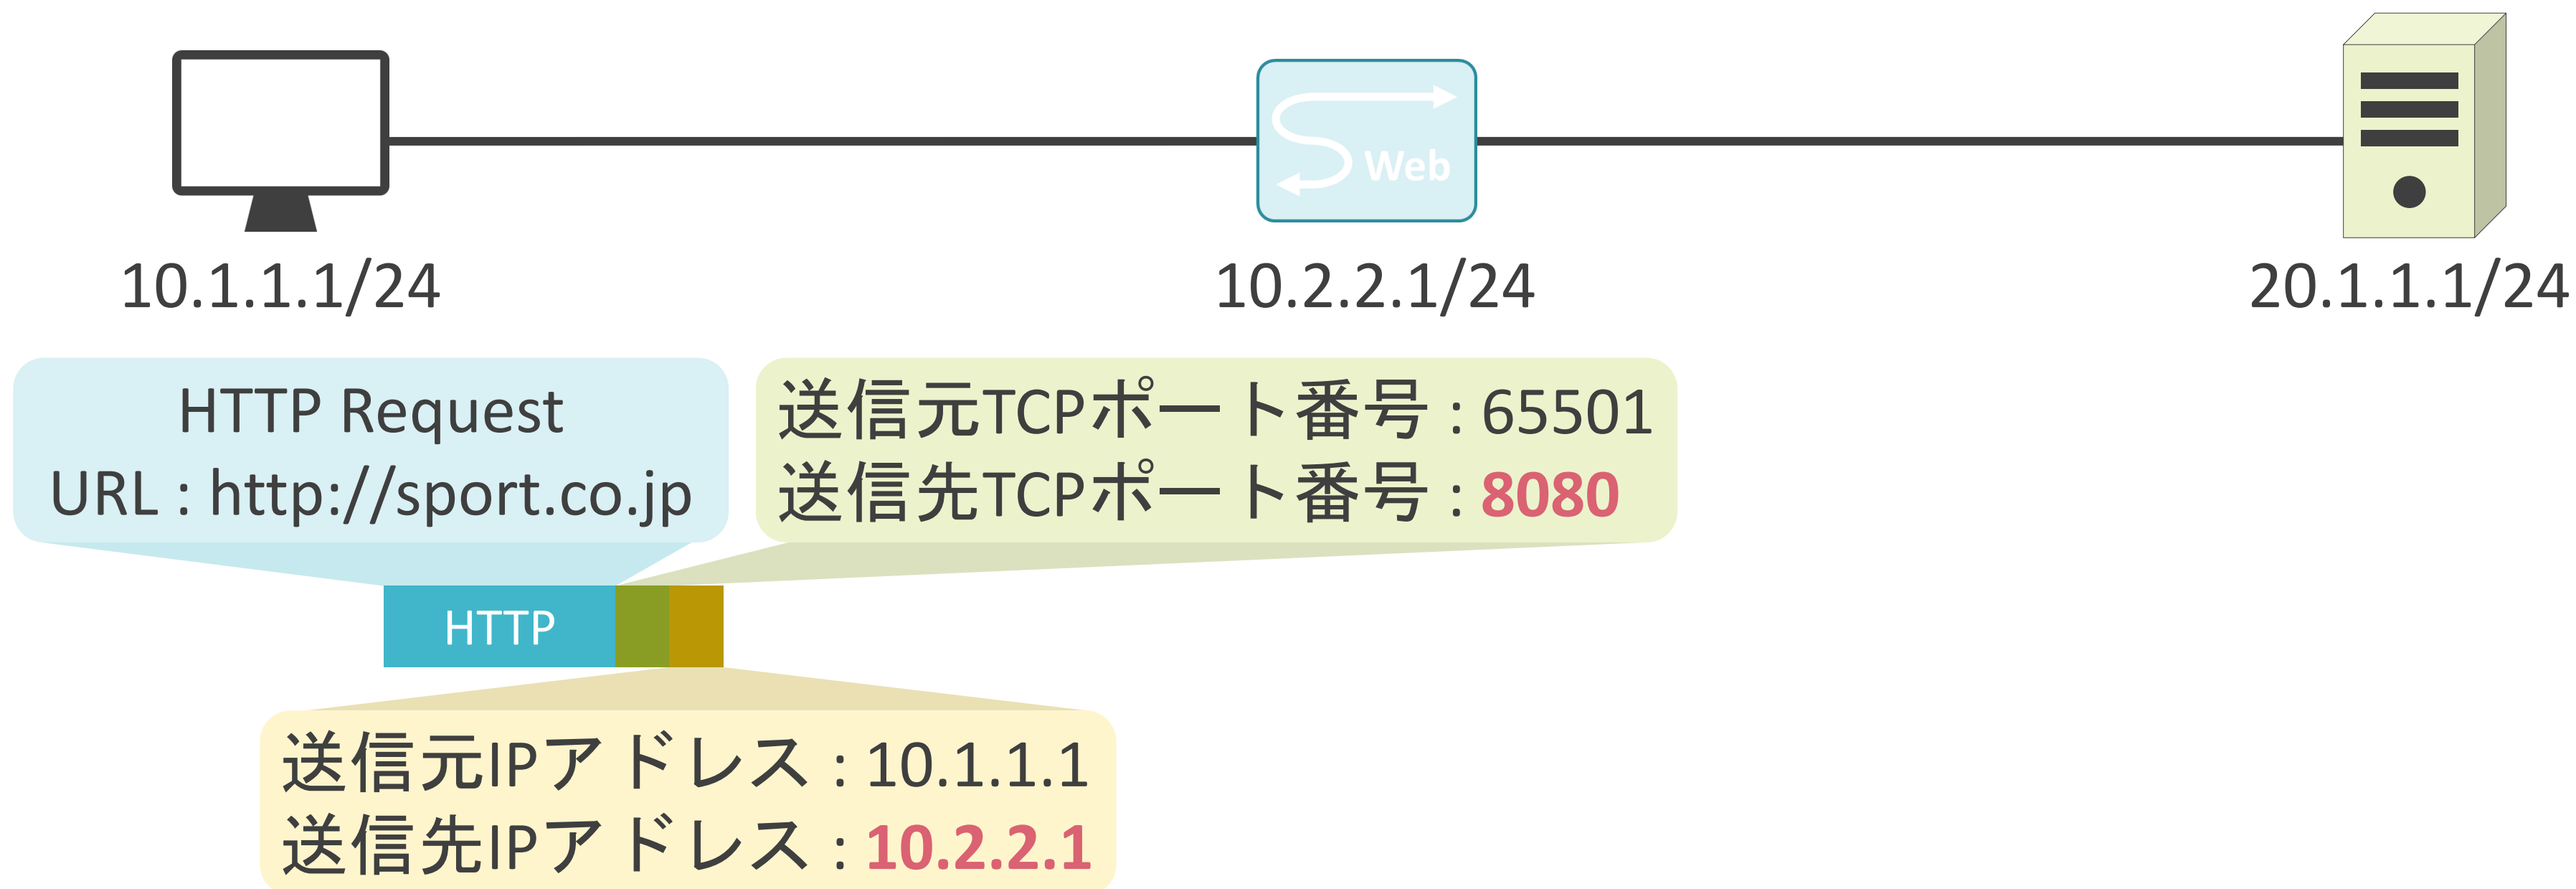 Web
10.1.1.1/24
10.2.2.1/24
20.1.1.1/24
HTTP Request
URL : http://sport.co.jp
送信元TCPポート番号 : 65501
送信先TCPポート番号 : 8080
HTTP
送信元IPアドレス : 10.1.1.1
送信先IPアドレス : 10.2.2.1